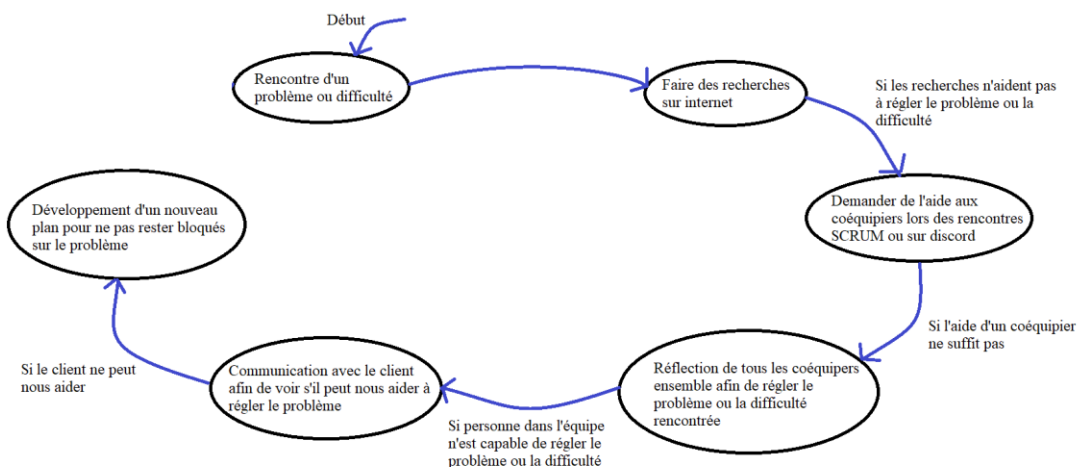 Début
Rencontre d'un
problème ou difficulté
Faire des recherches
sur internet
Si les recherches n'aident pas
à régler le problème ou la
difficulté
Demander de l'aide aux
coéquipiers lors des rencontres
SCRUM ou sur discord
Si l'aide d'un coéquipier
ne suffit pas
Réflection de tous les coéquipers
ensemble afin de régler le
problème ou la difficulté
rencontrée
Si personne dans l'équipe
n'est capable de régler le
problème ou la difficulté
Communication avec le client
afin de voir s'il peut nous aider à
régler le problème
Si le client ne peut
nous aider
Développement d'un nouveau
plan pour ne pas rester bloqués
sur le problème